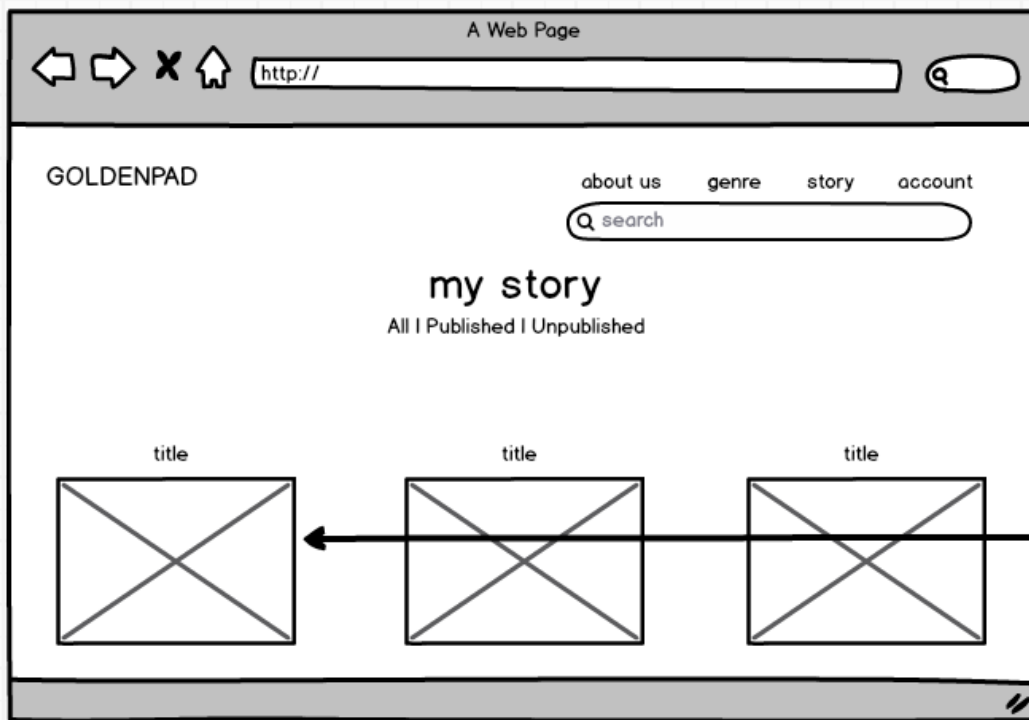 A Web Page
http://
GOLDENPAD
about us genre story account
search
my story
All | Published | Unpublished
title title title